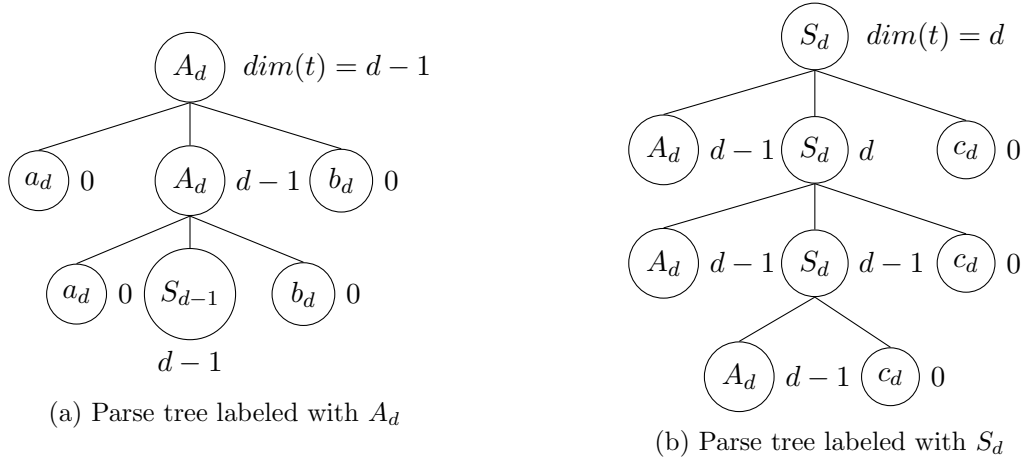 A_d dim(t) = d − 1
a_d 0 A_d d − 1 b_d 0
a_d 0 S_{d−1} b_d 0
d − 1
(a) Parse tree labeled with A_d
S_d dim(t) = d
A_d d − 1 S_d d c_d 0
A_d d − 1 S_d d − 1 c_d 0
A_d d − 1 c_d 0
(b) Parse tree labeled with S_d